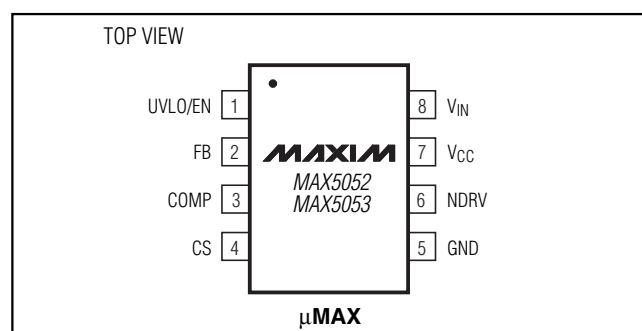 TOP VIEW
UVLO/EN 1
FB 2
COMP 3
CS 4
MAXIM
MAX5052
MAX5053
8 VIN
7 VCC
6 NDRV
5 GND
µMAX